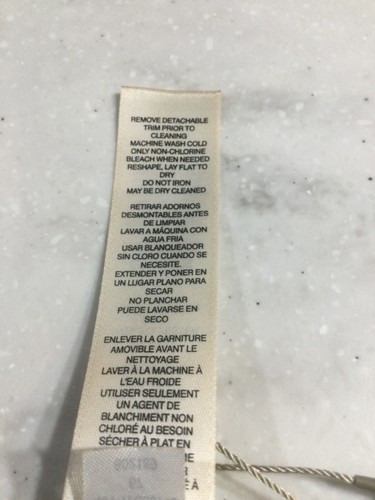 REMOVE DETACHABLE
TRIM PRIOR TO
CLEANING
MACHINE WASH COLD
ONLY NON-CHLORINE
BLEACH WHEN NEEDED
RESHAPE, LAY FLAT TO
DRY
DO NOT IRON
MAY BE DRY CLEANED
RETIRAR ADORNOS
DESMONTABLES ANTES
DE LIMPIAR
LAVAR A MÁQUINA CON
AGUA FRIA
USAR BLANQUEADOR
SIN CLORO CUANDO SE
NECESITE.
EXTENDER Y PONER EN
UN LUGAR PLANO PARA
SECAR
NO PLANCHAR
PUEDE LAVARSE EN
SECO
ENLEVER LA GARNITURE
AMOVIBLE AVANT LE
NETTOYAGE
LAVER À LA MACHINE À
L'EAU FROIDE
UTILISER SEULEMENT
UN AGENT DE
BLANCHIMENT NON
CHLORÉ AU BESOIN
SÉCHER À PLAT EN
ME
À